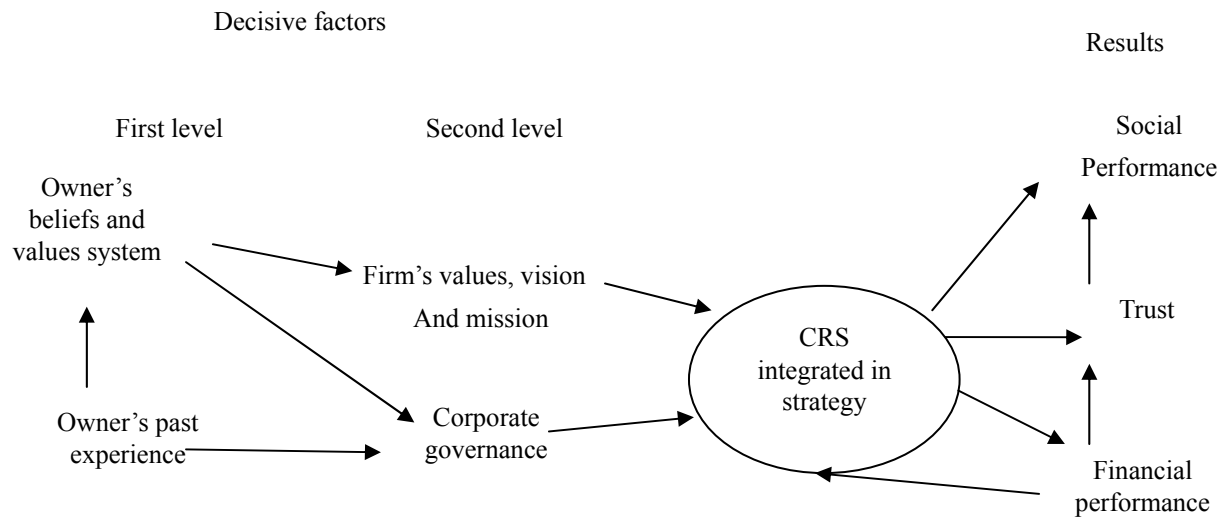 Decisive factors
Results
First level
Second level
Social
Performance
Owner’s
beliefs and
values system
Firm’s values, vision
And mission
Trust
CRS
integrated in
strategy
Owner’s past
experience
Corporate
governance
Financial
performance